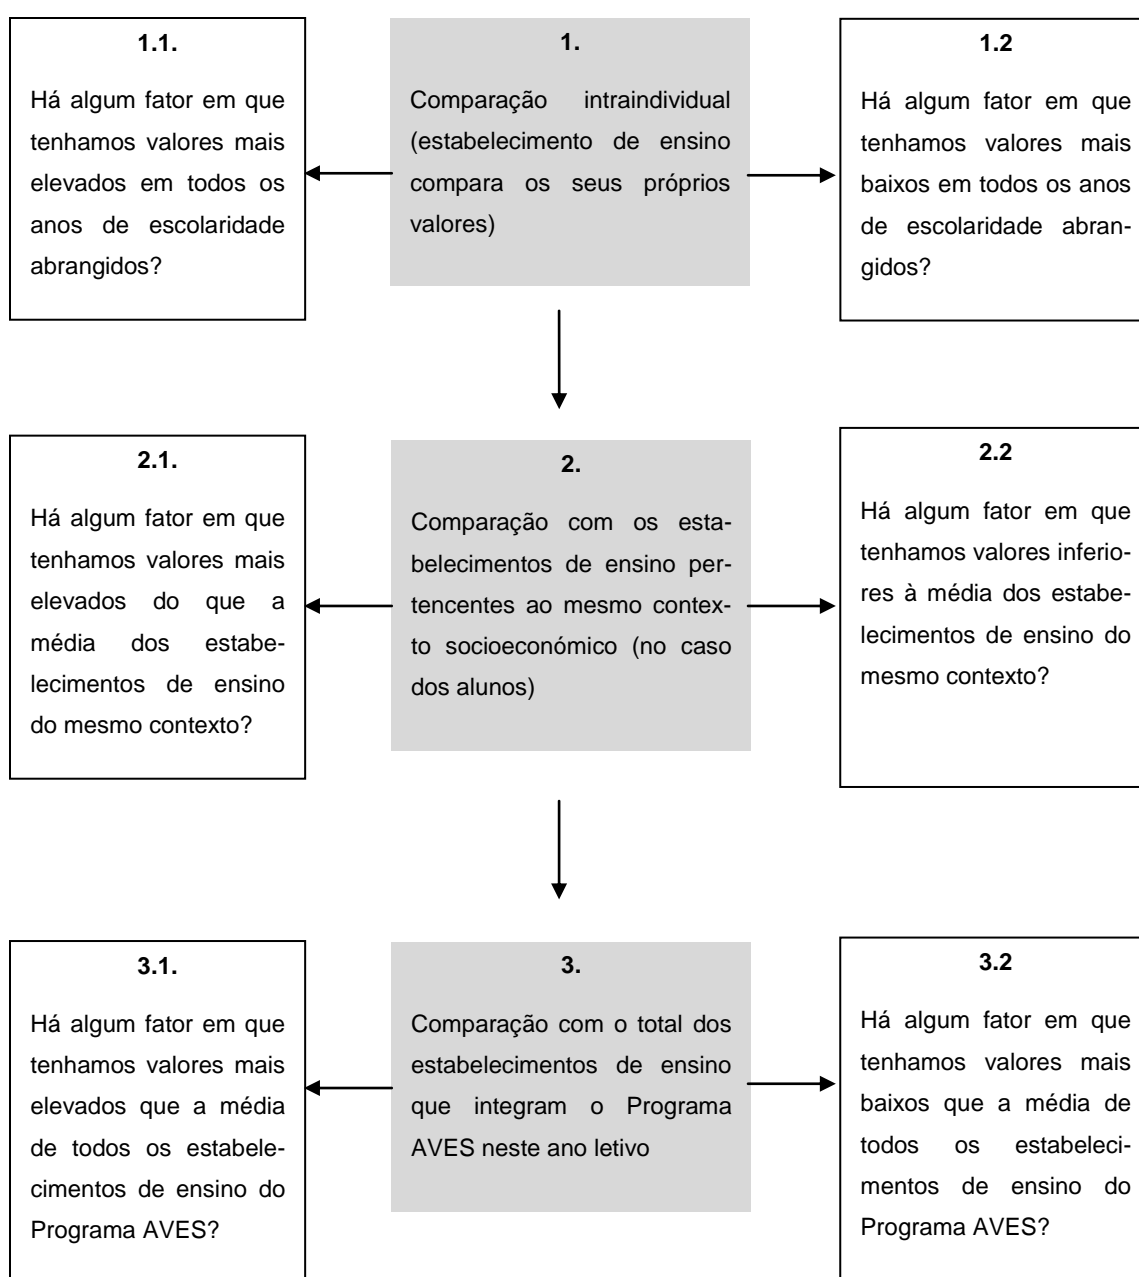 1.1.
Há algum fator em que
tenhamos valores mais
elevados em todos os
anos de escolaridade
abrangidos?
1.
Comparação intraindividual
(estabelecimento de ensino
compara os seus próprios
valores)
1.2
Há algum fator em que
tenhamos valores mais
baixos em todos os anos
de escolaridade abran-
gidos?
2.1.
Há algum fator em que
tenhamos valores mais
elevados do que a
média dos estabe-
lecimentos de ensino
do mesmo contexto?
2.
Comparação com os esta-
belecimentos de ensino per-
tencentes ao mesmo contex-
to socioeconómico (no caso
dos alunos)
2.2
Há algum fator em que
tenhamos valores inferio-
res à média dos estabe-
lecimentos de ensino do
mesmo contexto?
3.1.
Há algum fator em que
tenhamos valores mais
elevados que a média
de todos os estabele-
cimentos de ensino do
Programa AVES?
3.
Comparação com o total dos
estabelecimentos de ensino
que integram o Programa
AVES neste ano letivo
3.2
Há algum fator em que
tenhamos valores mais
baixos que a média de
todos os estabeleci-
mentos de ensino do
Programa AVES?